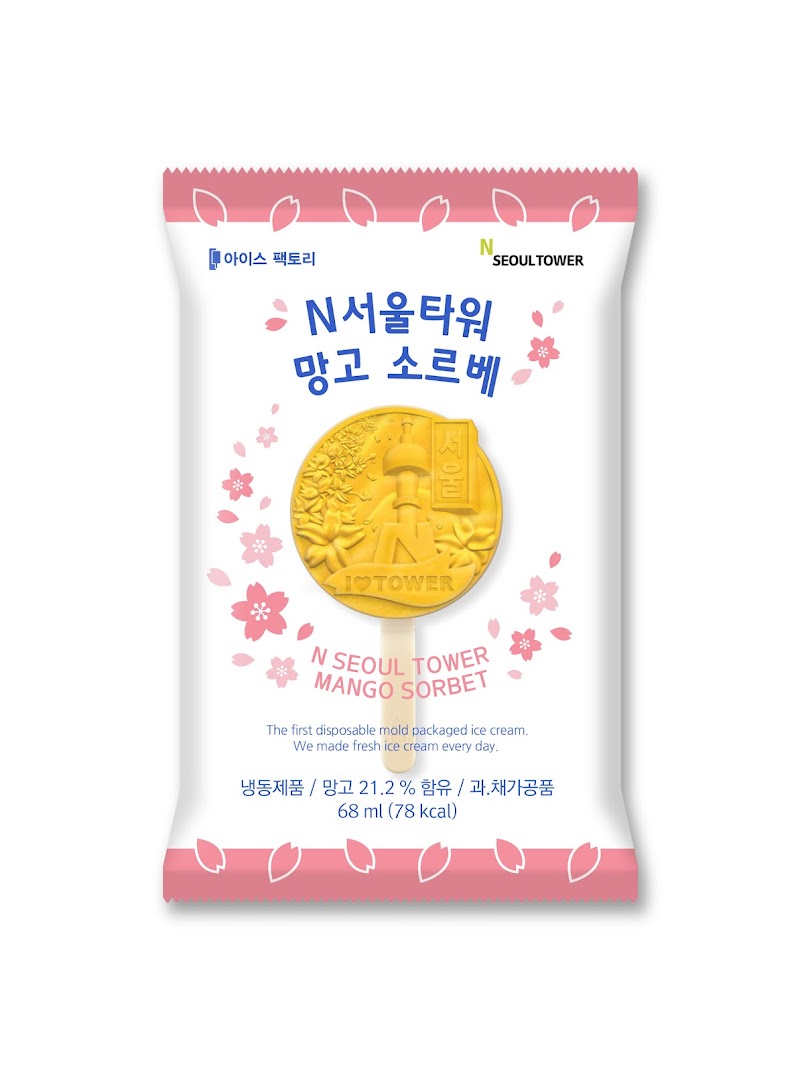 아이스 팩토리
N
SEOULTOWER
N서울타워
망고 소르베
서울
N
I♥TOWER
N SEOUL TOWER
MANGO SORBET
The first disposable mold packaged ice cream.
We made fresh ice cream every day.
냉동제품 / 망고 21.2 % 함유 / 과.채가공품
68 ml (78 kcal)